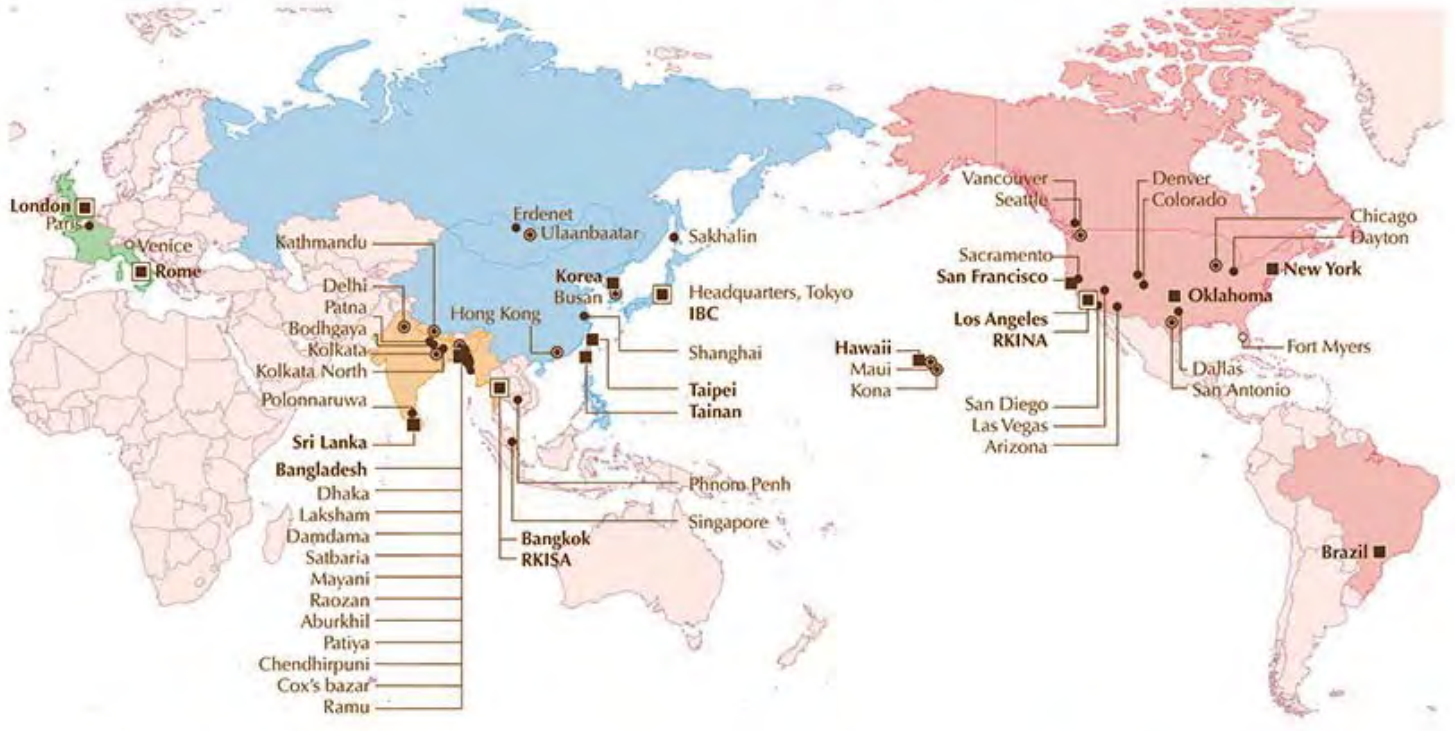 London
Paris
Venice
Rome
Kathmandu
Delhi
Patna
Bodhgaya
Kolkata
Kolkata North
Polonnaruwa
Sri Lanka
Bangladesh
Dhaka
Laksham
Damdama
Satbaria
Mayani
Raozan
Aburkhil
Patiya
Chendhirpuni
Cox's bazar
Ramu
Erdenet
Ulaanbaatar
Sakhalin
Korea
Busan
Hong Kong
Headquarters, Tokyo
IBC
Shanghai
Taipei
Tainan
Phnom Penh
Singapore
Bangkok
RKISA
Hawaii
Maui
Kona
Vancouver
Seattle
Sacramento
San Francisco
Los Angeles
RKINA
San Diego
Las Vegas
Arizona
Denver
Colorado
Chicago
Dayton
New York
Oklahoma
Fort Myers
Dallas
San Antonio
Brazil